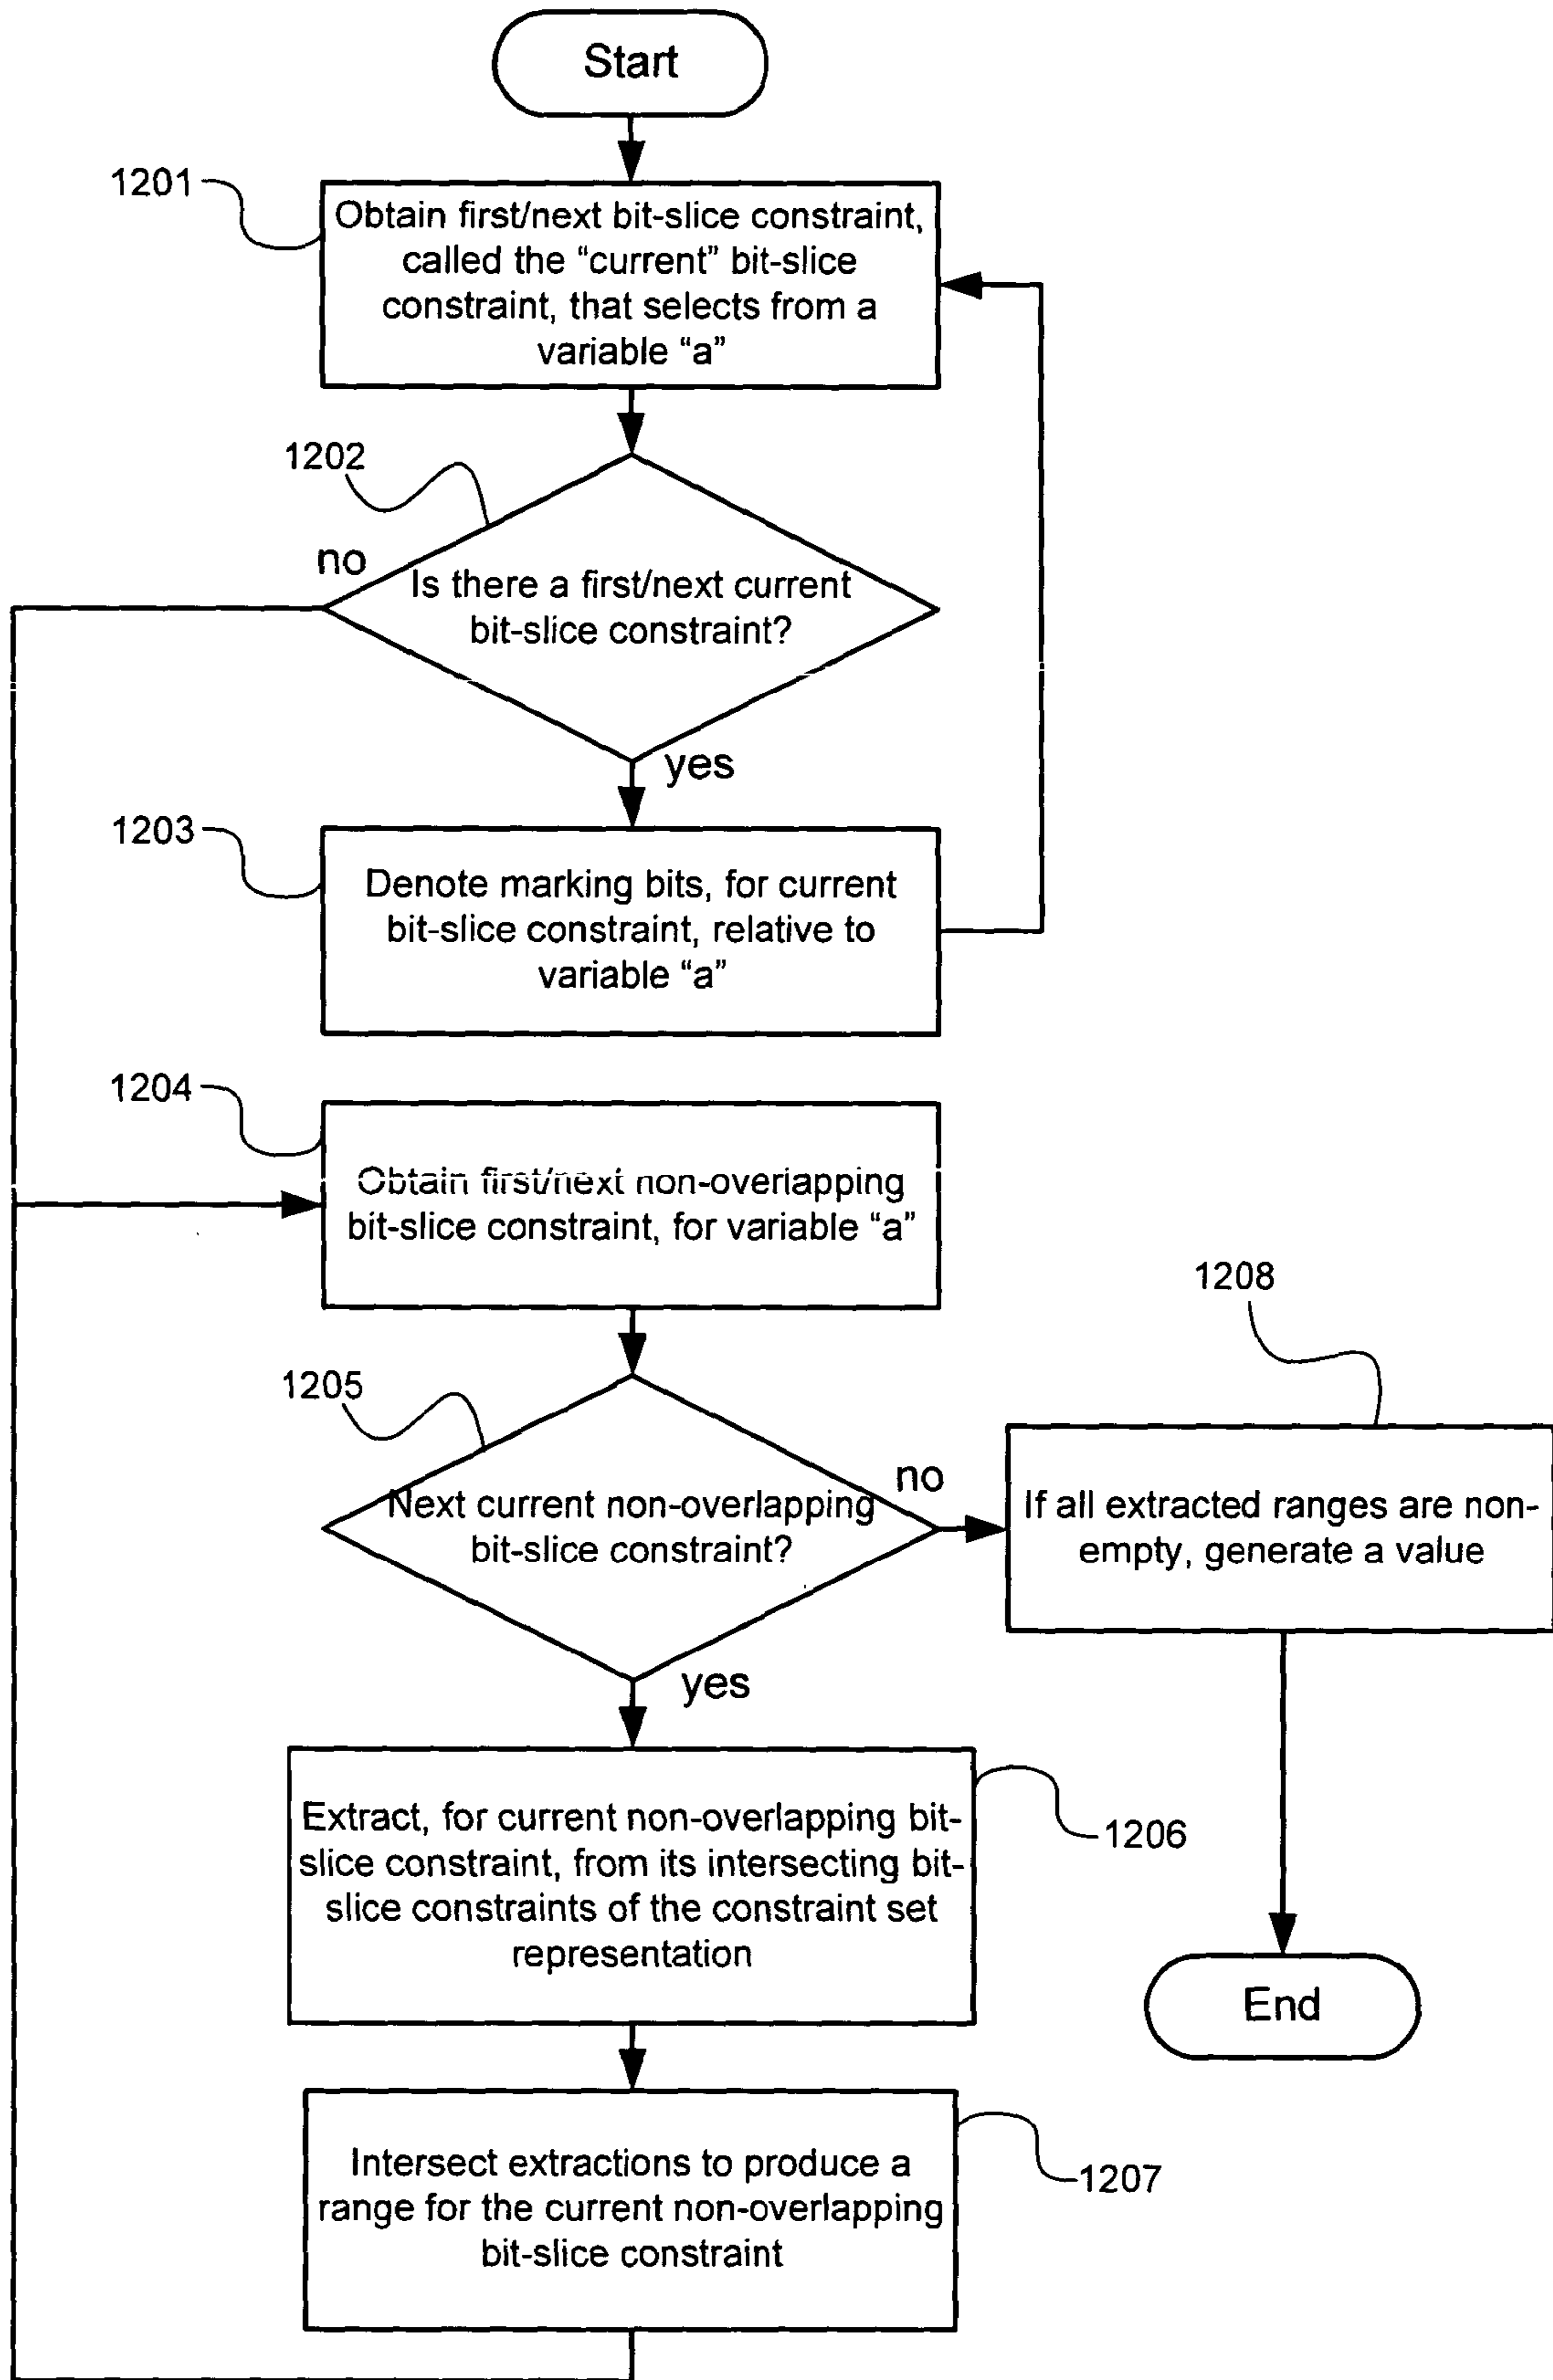 Start
1201
Obtain first/next bit-slice constraint,
called the “current” bit-slice
constraint, that selects from a
variable “a”
1202
no
Is there a first/next current
bit-slice constraint?
yes
1203
Denote marking bits, for current
bit-slice constraint, relative to
variable “a”
1204
Obtain first/next non-overlapping
bit-slice constraint, for variable “a”
1208
1205
no
Next current non-overlapping
bit-slice constraint?
If all extracted ranges are non-
empty, generate a value
yes
Extract, for current non-overlapping bit-
slice constraint, from its intersecting bit-
slice constraints of the constraint set
representation
1206
End
Intersect extractions to produce a
range for the current non-overlapping
bit-slice constraint
1207